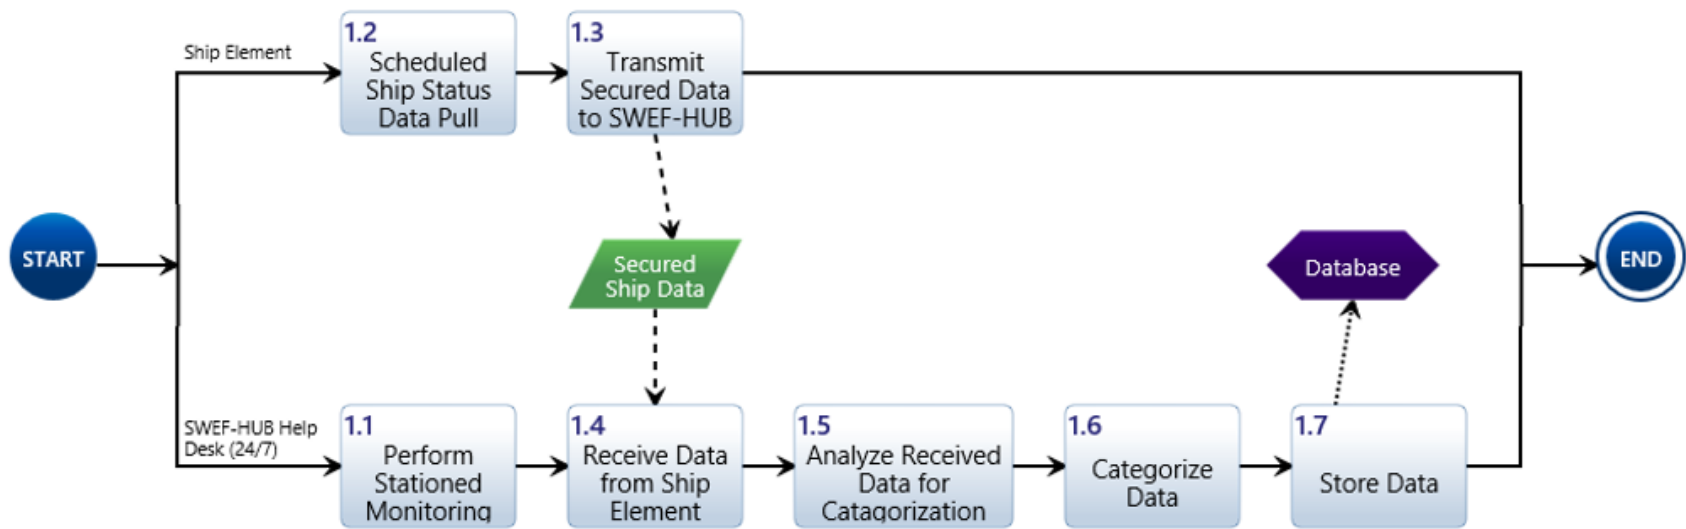 Ship Element
1.2
Scheduled
Ship Status
Data Pull
1.3
Transmit
Secured Data
to SWEF-HUB
START
Secured
Ship Data
Database
END
SWEF-HUB Help
Desk (24/7)
1.1
Perform
Stationed
Monitoring
1.4
Receive Data
from Ship
Element
1.5
Analyze Received
Data for
Catagorization
1.6
Categorize
Data
1.7
Store Data